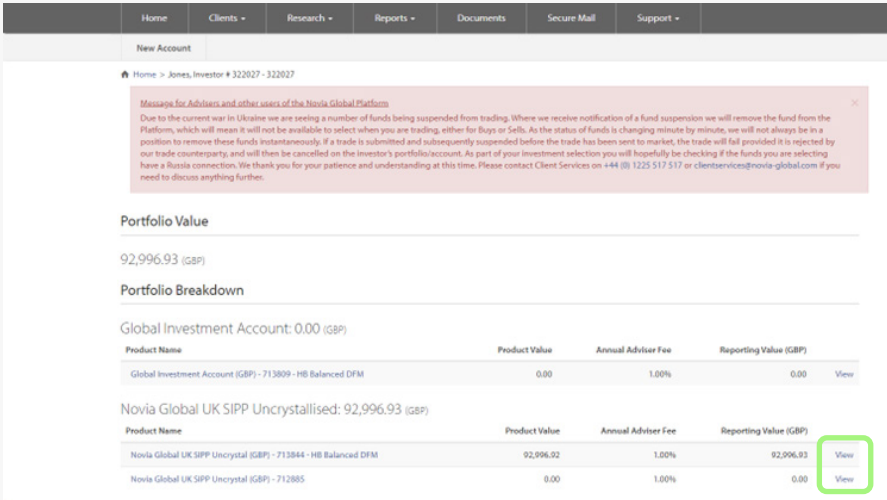 Home Clients Research Reports Documents Secure Mail Support
New Account
Home > Jones, Investor # 322027 - 322027
Message for Advisers and other users of the Novia Global Platform
×
Due to the current war in Ukraine we are seeing a number of funds being suspended from trading. Where we receive notification of a fund suspension we will remove the fund from the
Platform, which will mean it will not be available to select when you are trading, either for Buys or Sells. As the status of funds is changing minute by minute, we will not always be in a
position to remove these funds instantaneously. If a trade is submitted and subsequently suspended before the trade has been sent to market, the trade will fail provided it is rejected by
our trade counterparty, and will then be cancelled on the investor's portfolio/account. As part of your investment selection you will hopefully be checking if the funds you are selecting
have a Russia connection. We thank you for your patience and understanding at this time. Please contact Client Services on +44 (0) 1225 517 517 or clientservices@novia-global.com if you
need to discuss anything further.
Portfolio Value
92,996.93 (GBP)
Portfolio Breakdown
Global Investment Account: 0.00 (GBP)
Product Name Product Value Annual Adviser Fee Reporting Value (GBP)
Global Investment Account (GBP) - 713809 - HB Balanced DFM 0.00 1.00% 0.00 View
Novia Global UK SIPP Uncrystallised: 92,996.93 (GBP)
Product Name Product Value Annual Adviser Fee Reporting Value (GBP)
Novia Global UK SIPP Uncrystal (GBP) - 713844 - HB Balanced DFM 92,996.92 1.00% 92,996.93 View
Novia Global UK SIPP Uncrystal (GBP) - 712885 0.00 1.00% 0.00 View